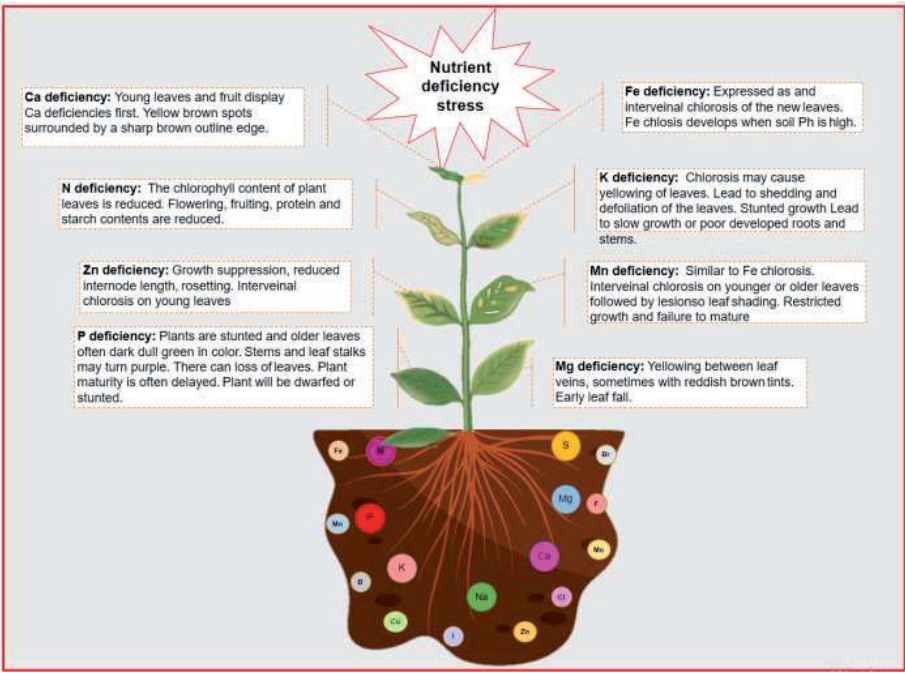 Nutrient
deficiency
stress
Ca deficiency: Young leaves and fruit display
Ca deficiencies first. Yellow brown spots
surrounded by a sharp brown outline edge.
Fe deficiency: Expressed as and
interveinal chlorosis of the new leaves.
Fe chlosis develops when soil Ph is high.
N deficiency: The chlorophyll content of plant
leaves is reduced. Flowering, fruiting, protein and
starch contents are reduced.
K deficiency: Chlorosis may cause
yellowing of leaves. Lead to shedding and
defoliation of the leaves. Stunted growth Lead
to slow growth or poor developed roots and
stems.
Zn deficiency: Growth suppression, reduced
internode length, rosetting. Interveinal
chlorosis on young leaves
Mn deficiency: Similar to Fe chlorosis.
Interveinal chlorosis on younger or older leaves
followed by lesionso leaf shading. Restricted
growth and failure to mature
P deficiency: Plants are stunted and older leaves
often dark dull green in color. Stems and leaf stalks
may turn purple. There can loss of leaves. Plant
maturity is often delayed. Plant will be dwarfed or
stunted.
Mg deficiency: Yellowing between leaf
veins, sometimes with reddish brown tints.
Early leaf fall.
Fe
S
Br
Mg
F
Mn
P
Ca
Mo
K
B
Na
Cl
Cu
I
Zn